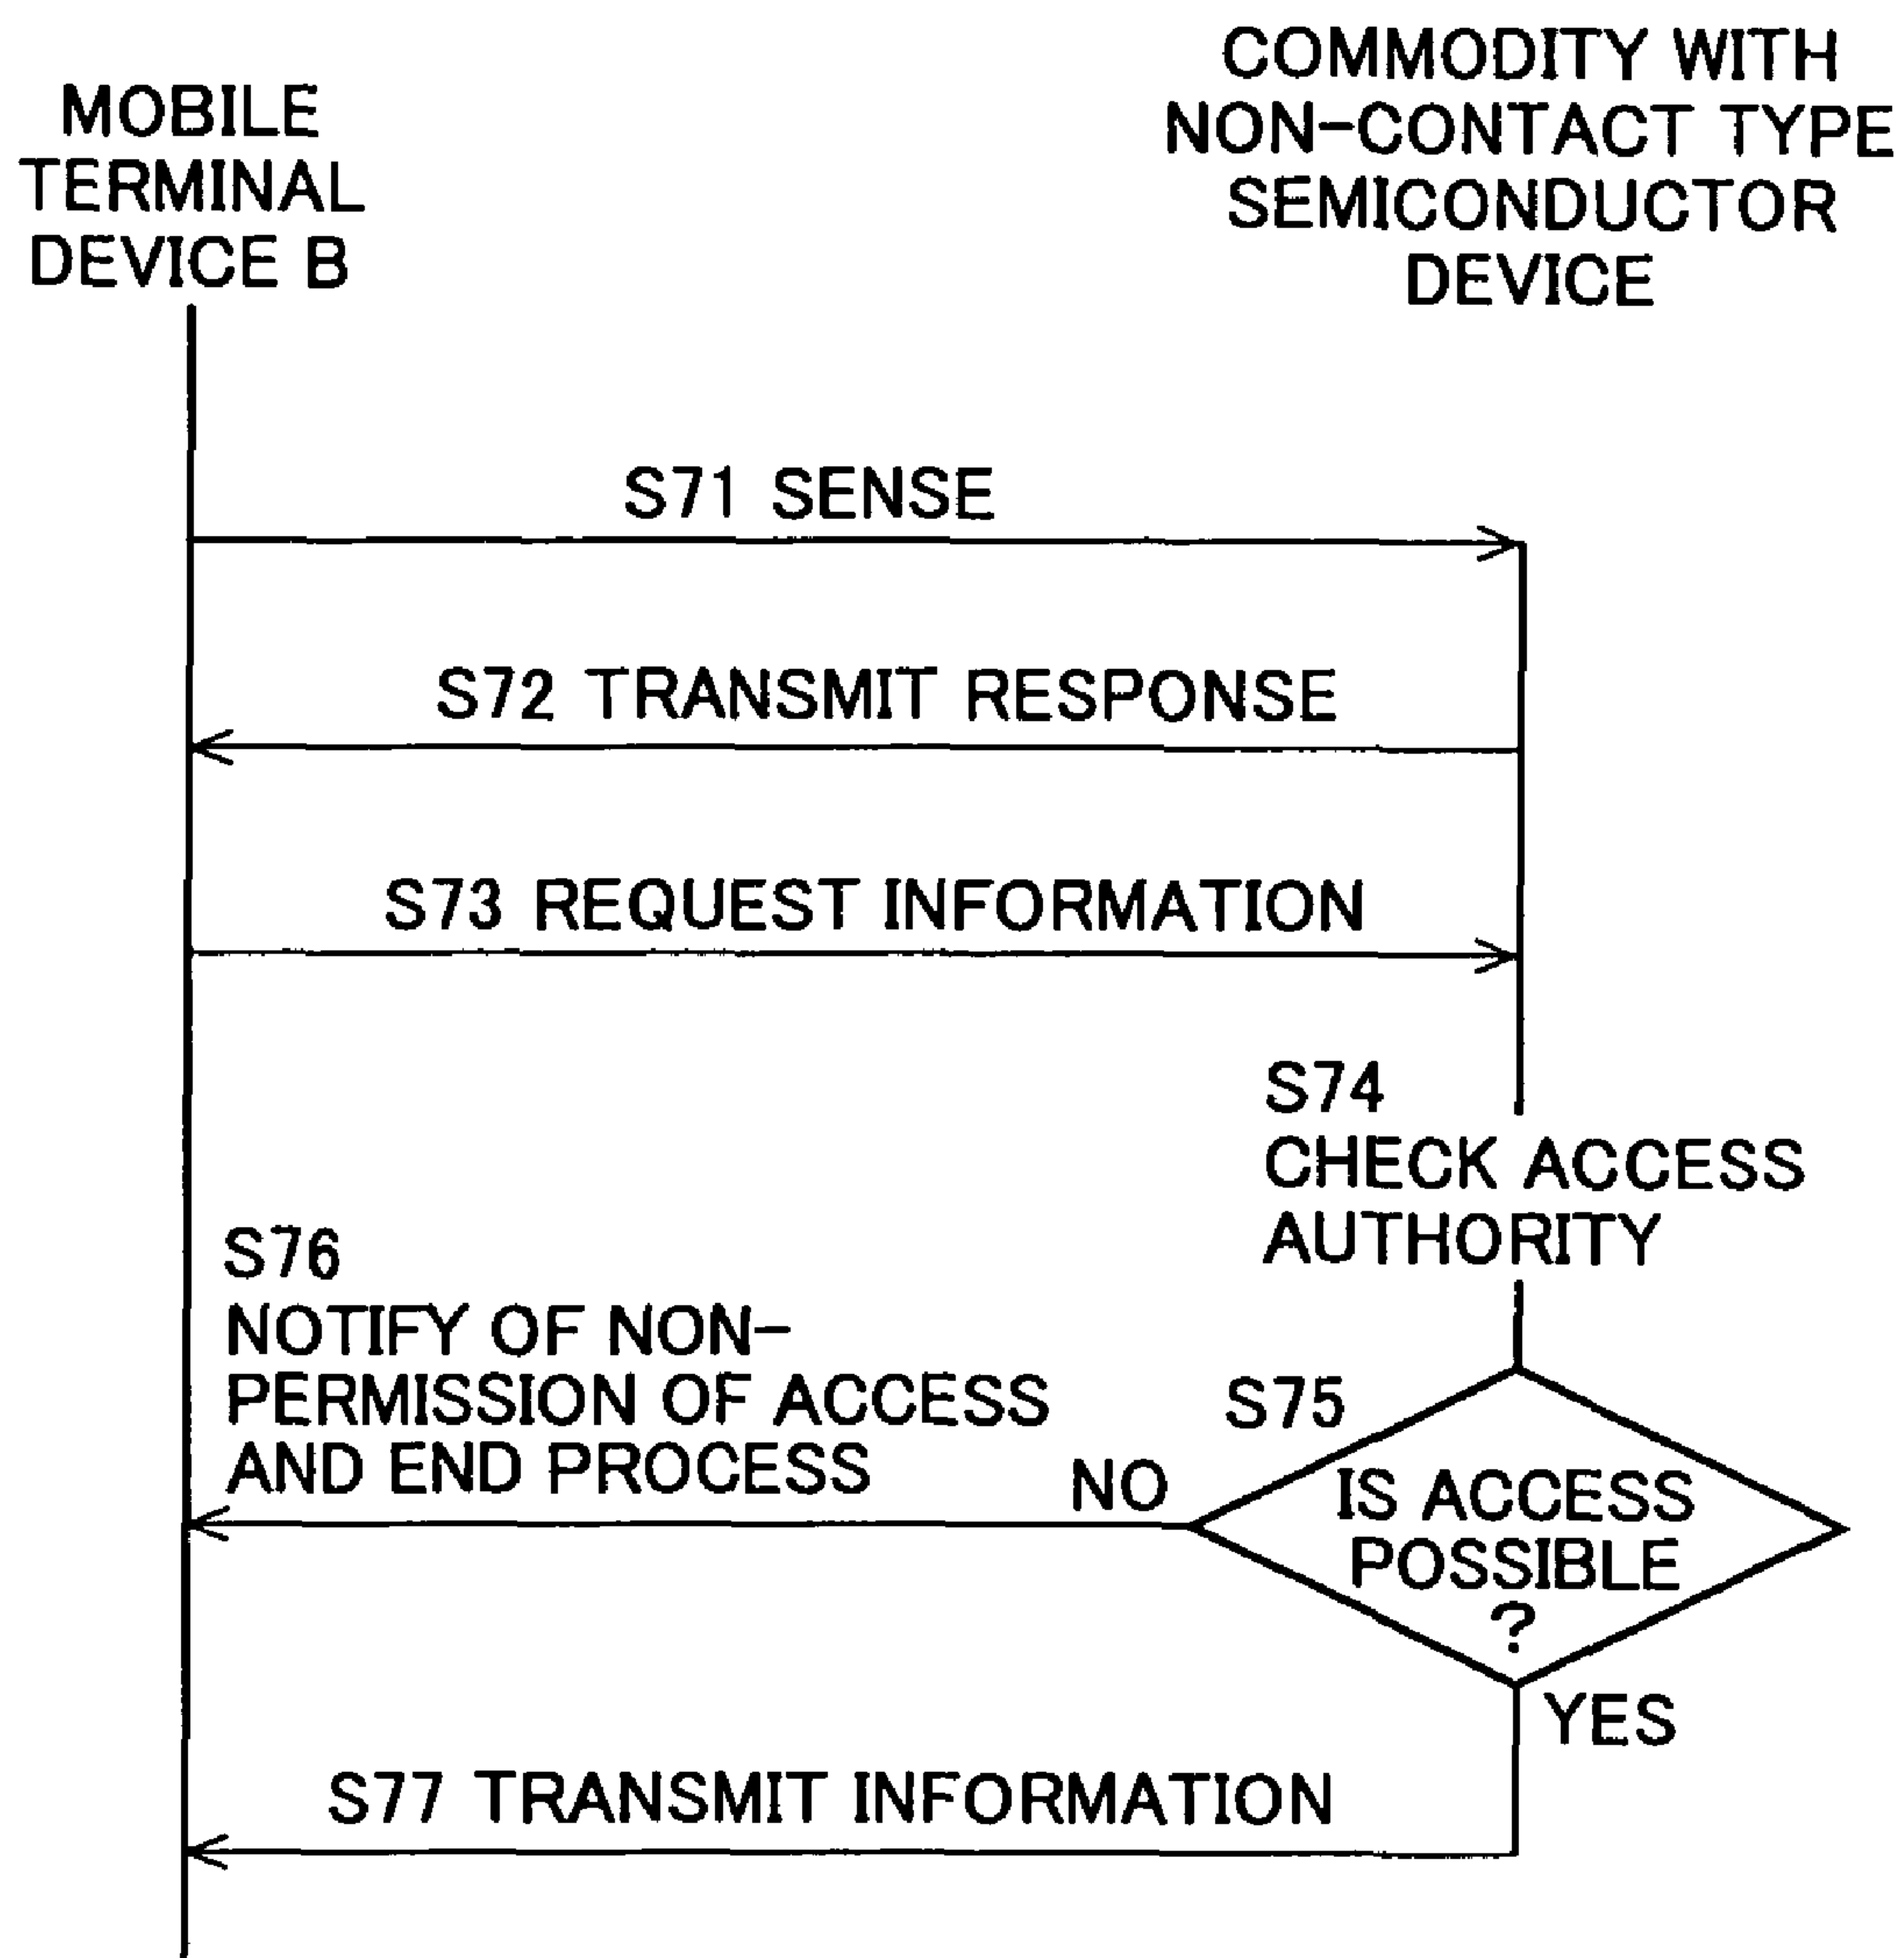 MOBILE
TERMINAL
DEVICE B
COMMODITY WITH
NON-CONTACT TYPE
SEMICONDUCTOR
DEVICE
S71 SENSE
S72 TRANSMIT RESPONSE
S73 REQUEST INFORMATION
S74
CHECK ACCESS
AUTHORITY
S75
IS ACCESS
POSSIBLE
?
NO
S76
NOTIFY OF NON-
PERMISSION OF ACCESS
AND END PROCESS
YES
S77 TRANSMIT INFORMATION